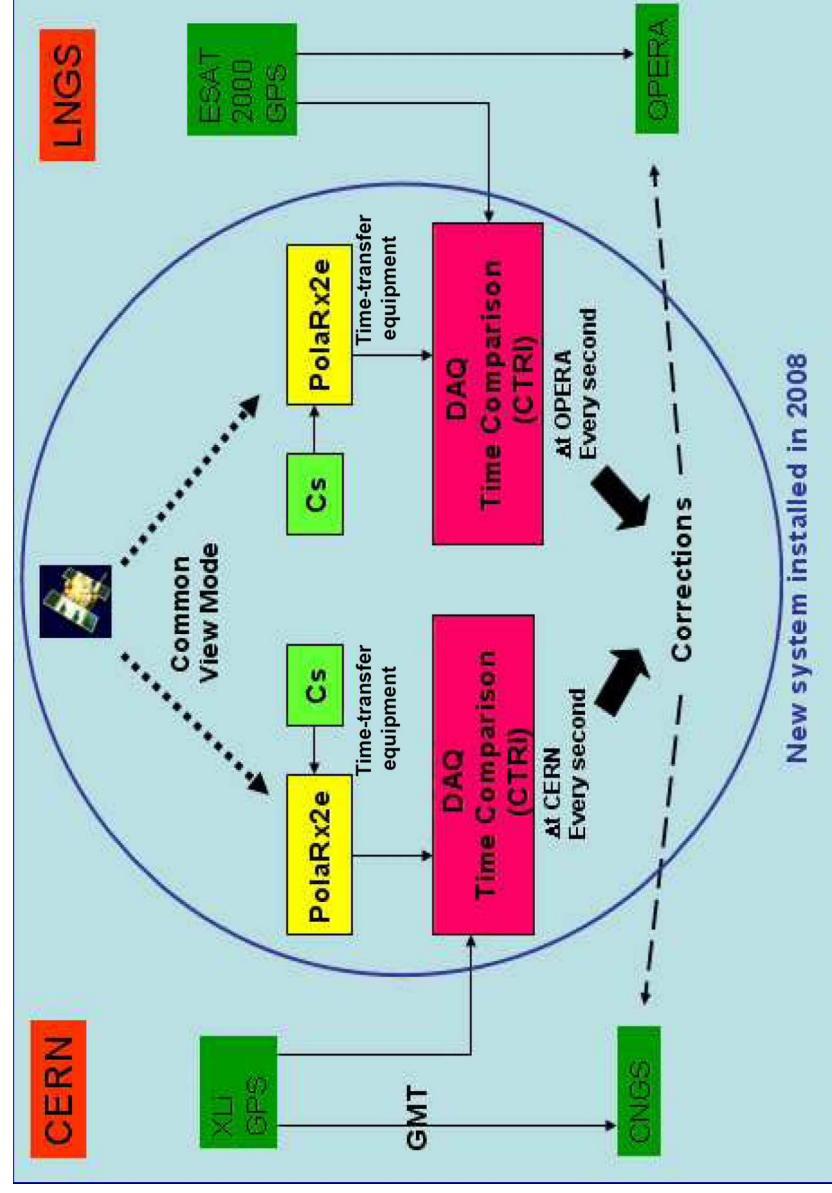 CERN
LNGS
XLi
GPS
ESAT
2000
GPS
Common
View Mode
PolaRx2e
Cs
Cs
PolaRx2e
Time-transfer
equipment
Time-transfer
equipment
GMT
DAQ
Time Comparison
(CTRI)
DAQ
Time Comparison
(CTRI)
Δt CERN
Every second
Δt OPERA
Every second
CNGS
Corrections
OPERA
New system installed in 2008